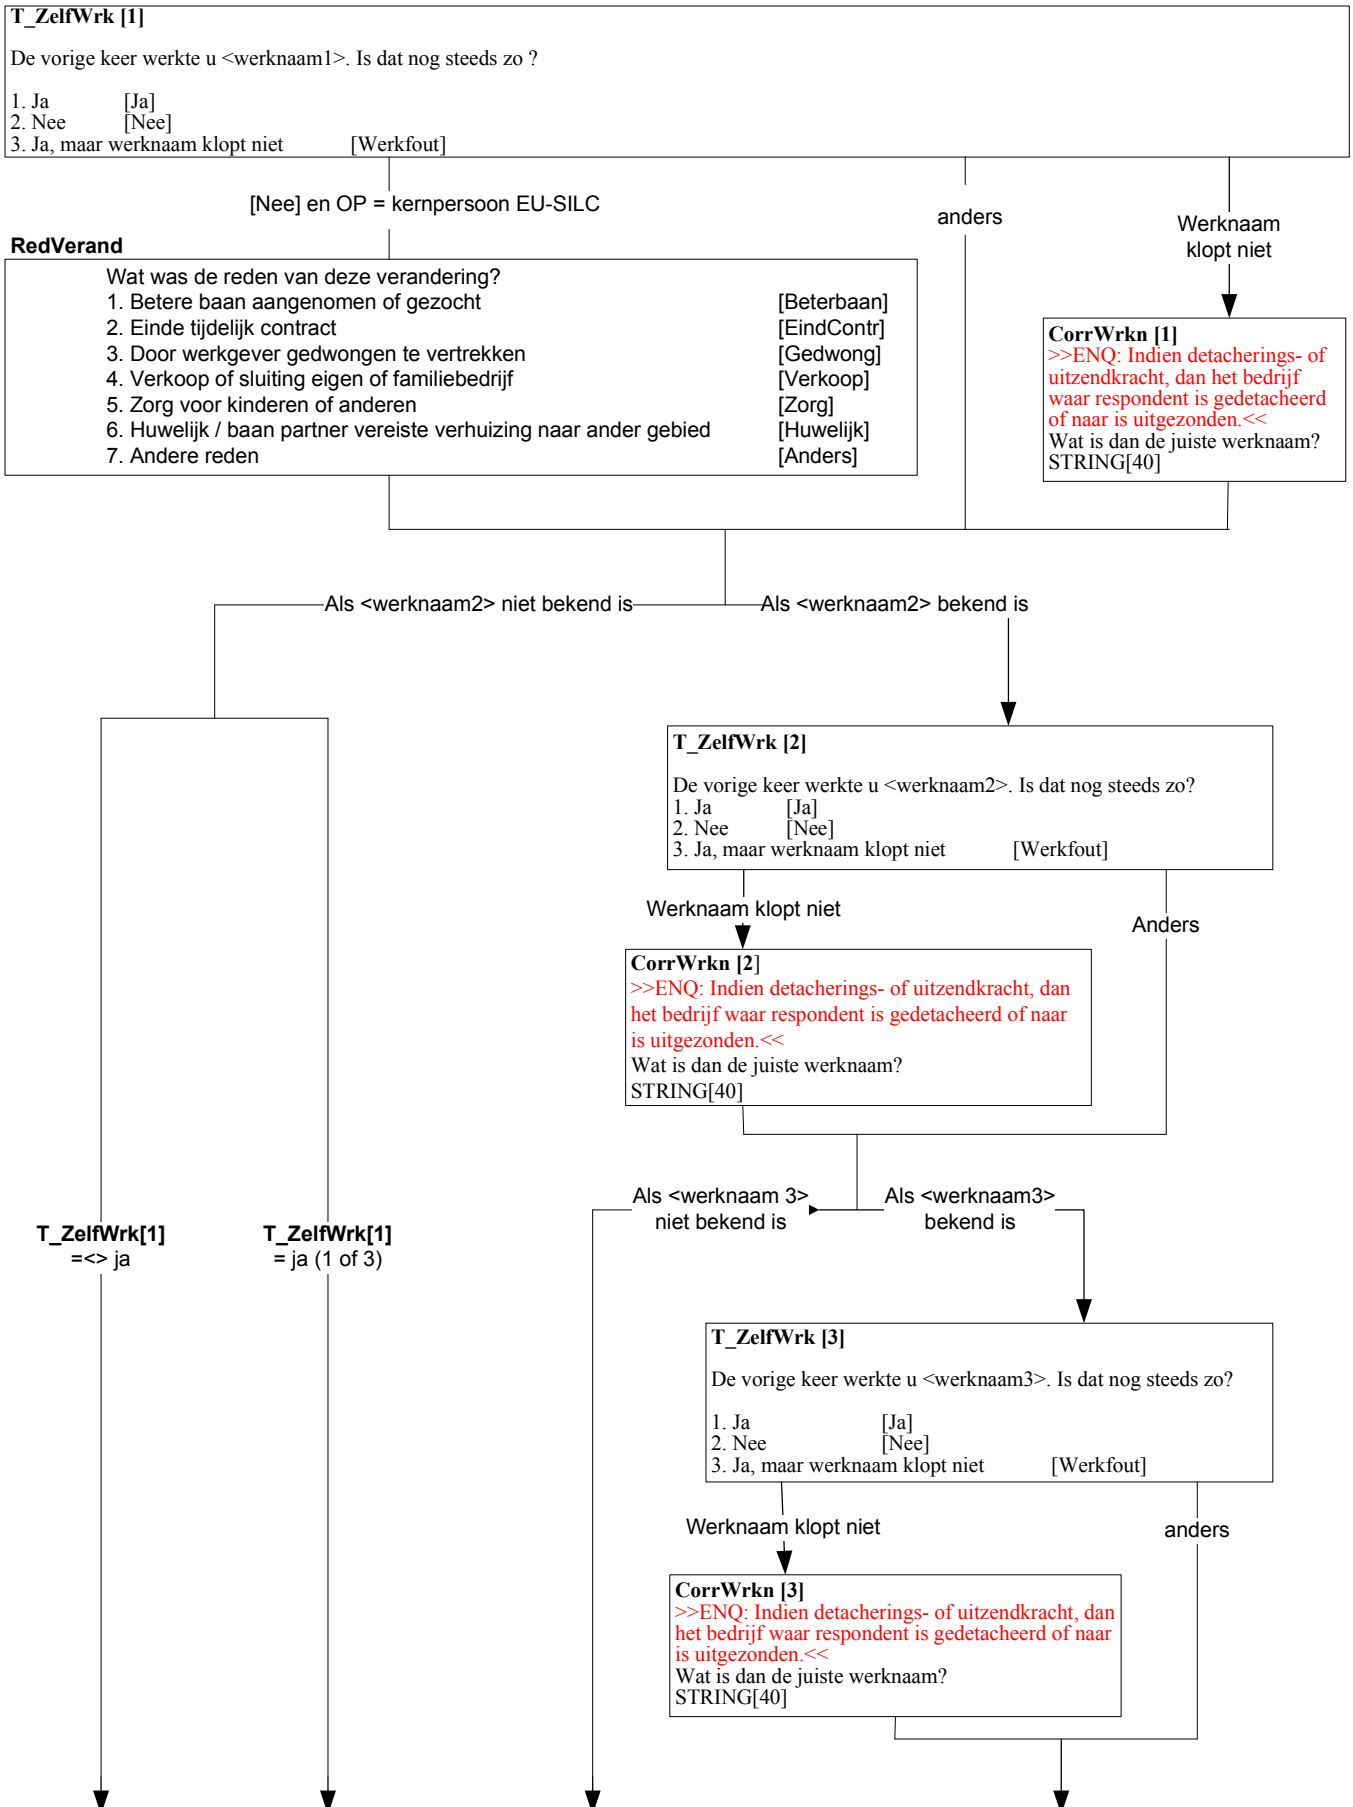 T_ZelfWrk [1]
De vorige keer werkte u <werknaam1>. Is dat nog steeds zo ?
1. Ja [Ja]
2. Nee [Nee]
3. Ja, maar werknaam klopt niet [Werkfout]
[Nee] en OP = kernpersoon EU-SILC
anders
Werknaam
klopt niet
RedVerand
Wat was de reden van deze verandering?
1. Betere baan aangenomen of gezocht [Beterbaan]
2. Einde tijdelijk contract [EindContr]
3. Door werkgever gedwongen te vertrekken [Gedwong]
4. Verkoop of sluiting eigen of familiebedrijf [Verkoop]
5. Zorg voor kinderen of anderen [Zorg]
6. Huwelijk / baan partner vereiste verhuizing naar ander gebied [Huwelijk]
7. Andere reden [Anders]
CorrWrkn [1]
>>ENQ: Indien detacherings- of
uitzendkracht, dan het bedrijf
waar respondent is gedetacheerd
of naar is uitgezonden.<<
Wat is dan de juiste werknaam?
STRING[40]
Als <werknaam2> niet bekend is
Als <werknaam2> bekend is
T_ZelfWrk [2]
De vorige keer werkte u <werknaam2>. Is dat nog steeds zo?
1. Ja [Ja]
2. Nee [Nee]
3. Ja, maar werknaam klopt niet [Werkfout]
Werknaam klopt niet
Anders
CorrWrkn [2]
>>ENQ: Indien detacherings- of uitzendkracht, dan
het bedrijf waar respondent is gedetacheerd of naar
is uitgezonden.<<
Wat is dan de juiste werknaam?
STRING[40]
Als <werknaam 3>
niet bekend is
Als <werknaam3>
bekend is
T_ZelfWrk[1]
=<> ja
T_ZelfWrk[1]
= ja (1 of 3)
T_ZelfWrk [3]
De vorige keer werkte u <werknaam3>. Is dat nog steeds zo?
1. Ja [Ja]
2. Nee [Nee]
3. Ja, maar werknaam klopt niet [Werkfout]
Werknaam klopt niet
anders
CorrWrkn [3]
>>ENQ: Indien detacherings- of uitzendkracht, dan
het bedrijf waar respondent is gedetacheerd of naar
is uitgezonden.<<
Wat is dan de juiste werknaam?
STRING[40]